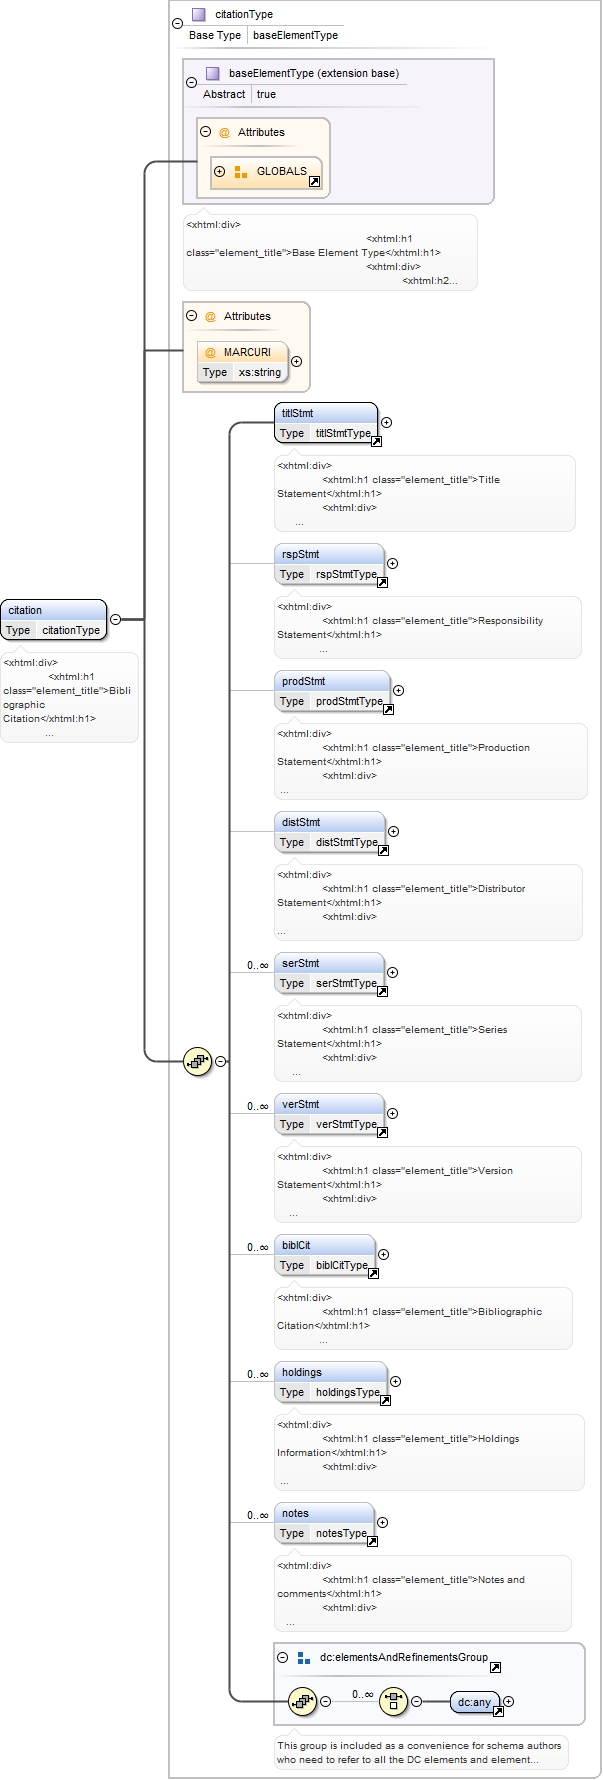 citationType
Base Type baseElementType
baseElementType (extension base)
Abstract true
@ Attributes
GLOBALS
<xhtml:div>
<xhtml:h1
class="element_title">Base Element Type</xhtml:h1>
<xhtml:div>
<xhtml:h2...
@ Attributes
@ MARCURI
Type xs:string
titlStmt
Type titlStmtType
<xhtml:div>
<xhtml:h1 class="element_title">Title
Statement</xhtml:h1>
<xhtml:div>
...
rspStmt
Type rspStmtType
<xhtml:div>
<xhtml:h1 class="element_title">Responsibility
Statement</xhtml:h1>
...
citation
Type citationType
<xhtml:div>
<xhtml:h1
class="element_title">Bibli
ographic
Citation</xhtml:h1>
...
prodStmt
Type prodStmtType
<xhtml:div>
<xhtml:h1 class="element_title">Production
Statement</xhtml:h1>
<xhtml:div>
...
distStmt
Type distStmtType
<xhtml:div>
<xhtml:h1 class="element_title">Distributor
Statement</xhtml:h1>
<xhtml:div>
...
0..∞ serStmt
Type serStmtType
<xhtml:div>
<xhtml:h1 class="element_title">Series
Statement</xhtml:h1>
<xhtml:div>
...
0..∞ verStmt
Type verStmtType
<xhtml:div>
<xhtml:h1 class="element_title">Version
Statement</xhtml:h1>
<xhtml:div>
...
0..∞ biblCit
Type biblCitType
<xhtml:div>
<xhtml:h1 class="element_title">Bibliographic
Citation</xhtml:h1>
...
0..∞ holdings
Type holdingsType
<xhtml:div>
<xhtml:h1 class="element_title">Holdings
Information</xhtml:h1>
<xhtml:div>
...
0..∞ notes
Type notesType
<xhtml:div>
<xhtml:h1 class="element_title">Notes and
comments</xhtml:h1>
<xhtml:div>
...
dc:elementsAndRefinementsGroup
0..∞ dc:any
This group is included as a convenience for schema authors
who need to refer to all the DC elements and element...